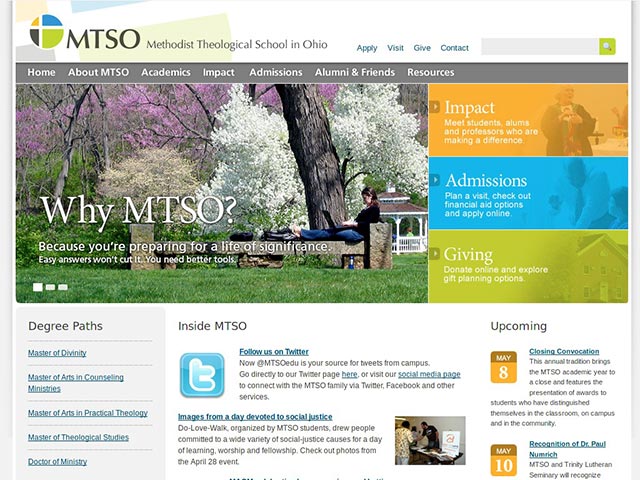 MTSO Methodist Theological School in Ohio
Apply Visit Give Contact
Home About MTSO Academics Impact Admissions Alumni & Friends Resources
Why MTSO?
Because you're preparing for a life of significance.
Easy answers won't cut it. You need better tools.
Impact
Meet students, alums
and professors who are
making a difference.
Admissions
Plan a visit, check out
financial aid options
and apply online.
Giving
Donate online and explore
gift planning options.
Degree Paths
Master of Divinity
Master of Arts in Counseling
Ministries
Master of Arts in Practical Theology
Master of Theological Studies
Doctor of Ministry
Inside MTSO
Follow us on Twitter
Now @MTSOedu is your source for tweets from campus.
Go directly to our Twitter page here, or visit our social media page
to connect with the MTSO family via Twitter, Facebook and other
services.
Images from a day devoted to social justice
Do-Love-Walk, organized by MTSO students, drew people
committed to a wide variety of social-justice causes for a day
of learning, worship and fellowship. Check out photos
from the April 28 event.
Upcoming
MAY
8
Closing Convocation
This annual tradition brings
the MTSO academic year to
a close and features the
presentation of awards to
students who have distinguished
themselves in the classroom, on campus
and in the community.
MAY
10
Recognition of Dr. Paul
Numrich
MTSO and Trinity Lutheran
Seminary will recognize